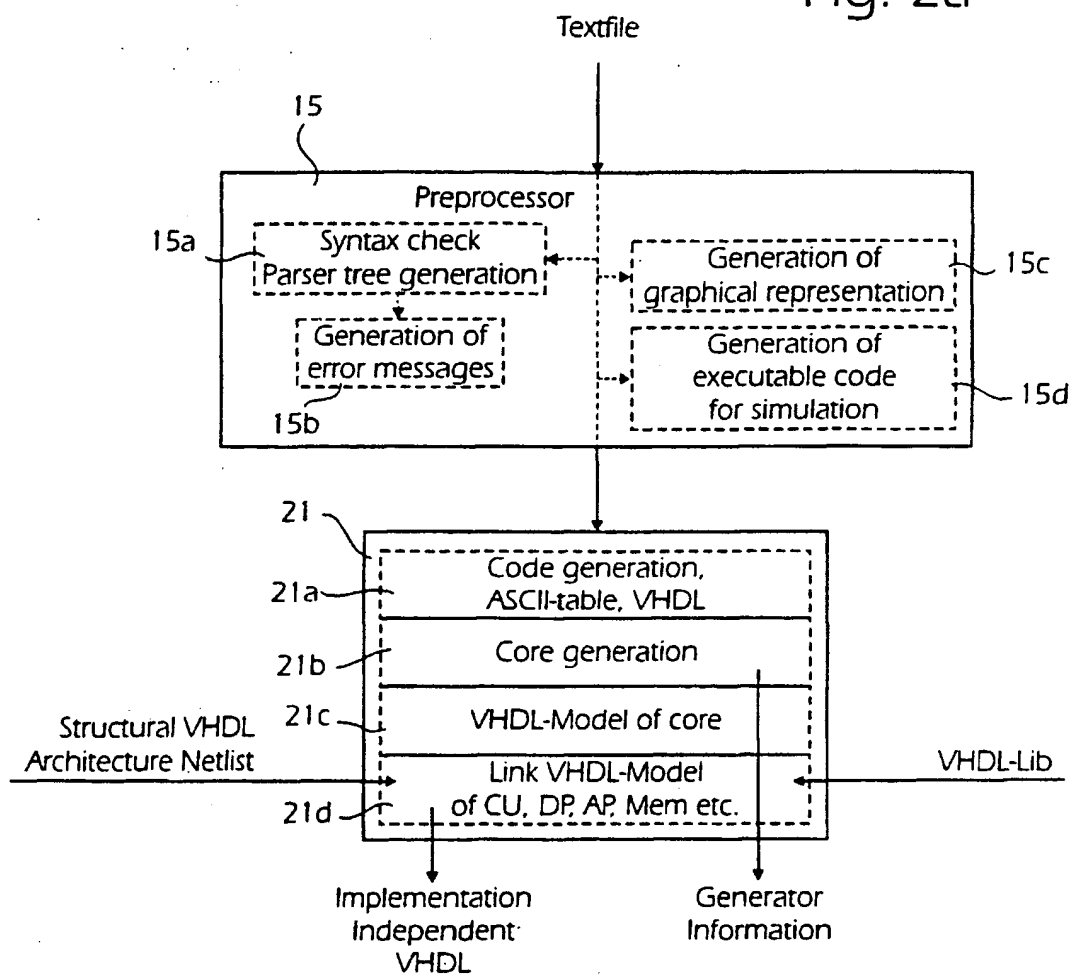 Textfile
15
Preprocessor
15a
Syntax check
Parser tree generation
Generation of
error messages
15b
Generation of
graphical representation
15c
Generation of
executable code
for simulation
15d
21
21a
Code generation,
ASCII-table, VHDL
21b
Core generation
21c
VHDL-Model of core
Structural VHDL
Architecture Netlist
21d
Link VHDL-Model
of CU, DP, AP, Mem etc.
VHDL-Lib
Implementation
Independent
VHDL
Generator
Information